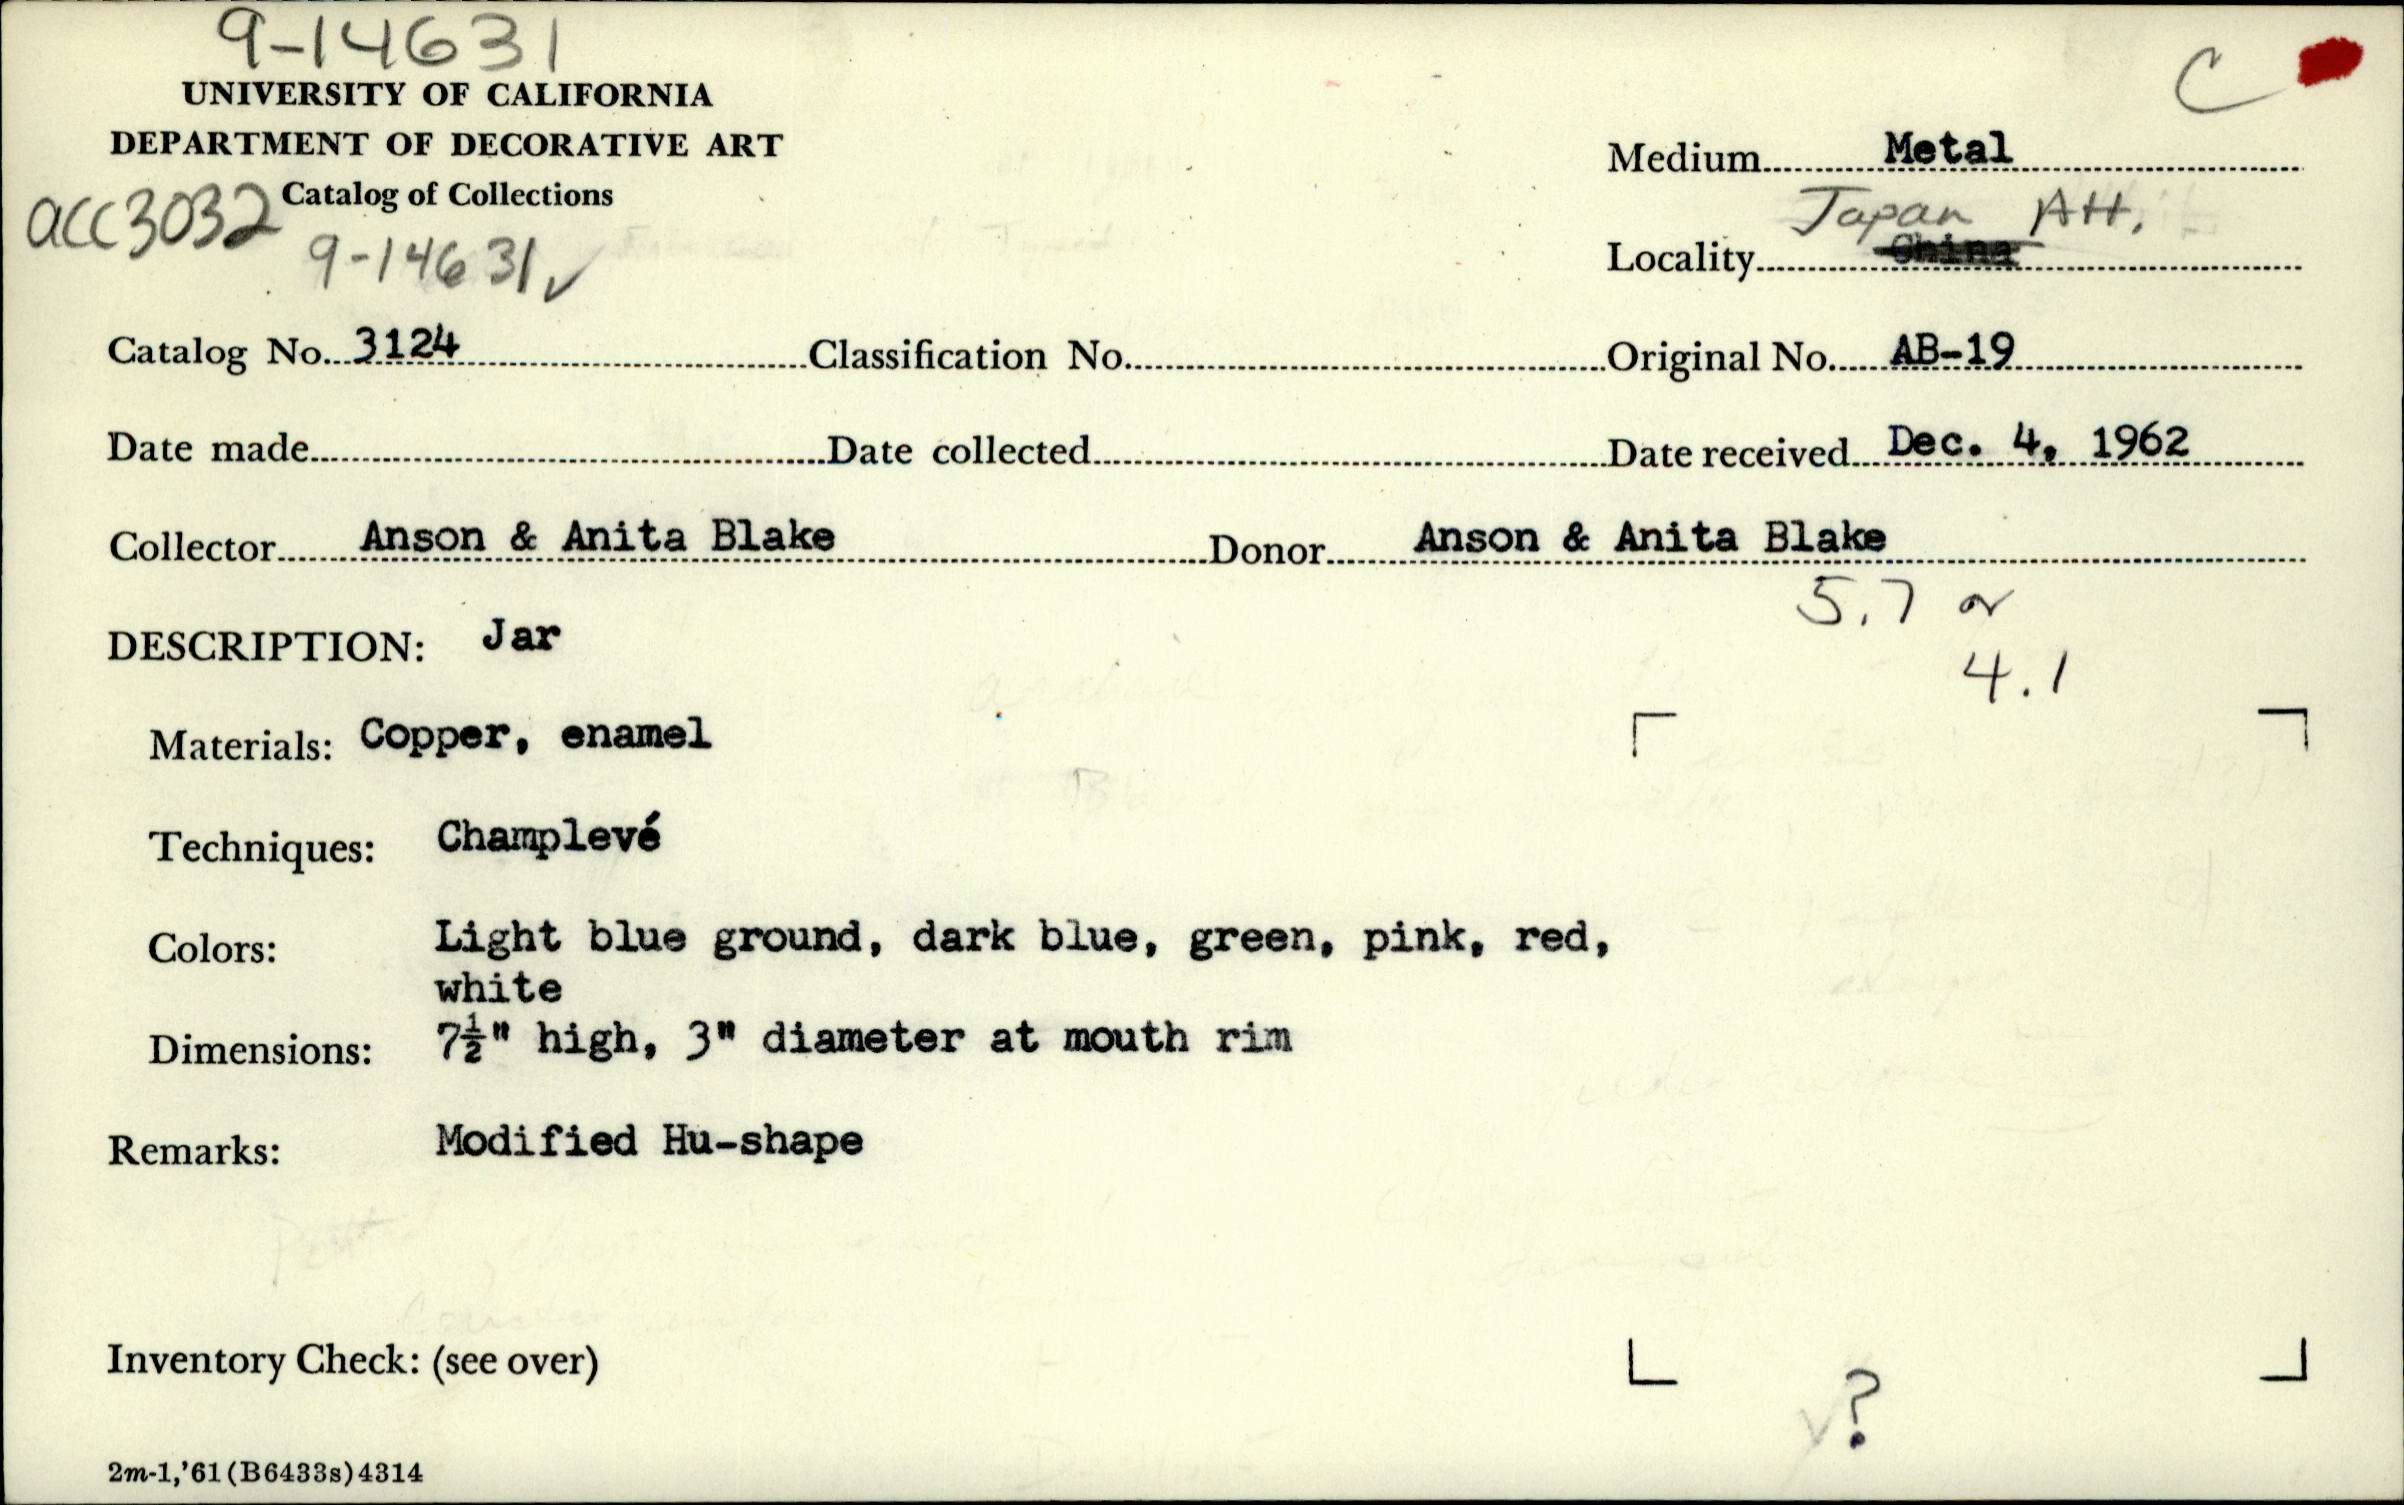 9-14631
UNIVERSITY OF CALIFORNIA
DEPARTMENT OF DECORATIVE ART
Catalog of Collections
acc3032
9-14631✓
C
Medium Metal
Japan Att.
Locality China
Catalog No. 3124 Classification No. Original No. AB-19
Date made Date collected Date received Dec. 4, 1962
Collector Anson & Anita Blake Donor Anson & Anita Blake
5.7 or
4.1
DESCRIPTION: Jar
Materials: Copper, enamel
Techniques: Champlevé
Colors: Light blue ground, dark blue, green, pink, red,
white
Dimensions: 7½" high, 3" diameter at mouth rim
Remarks: Modified Hu-shape
Inventory Check: (see over)
✓?
2m-1,'61(B6433s)4314